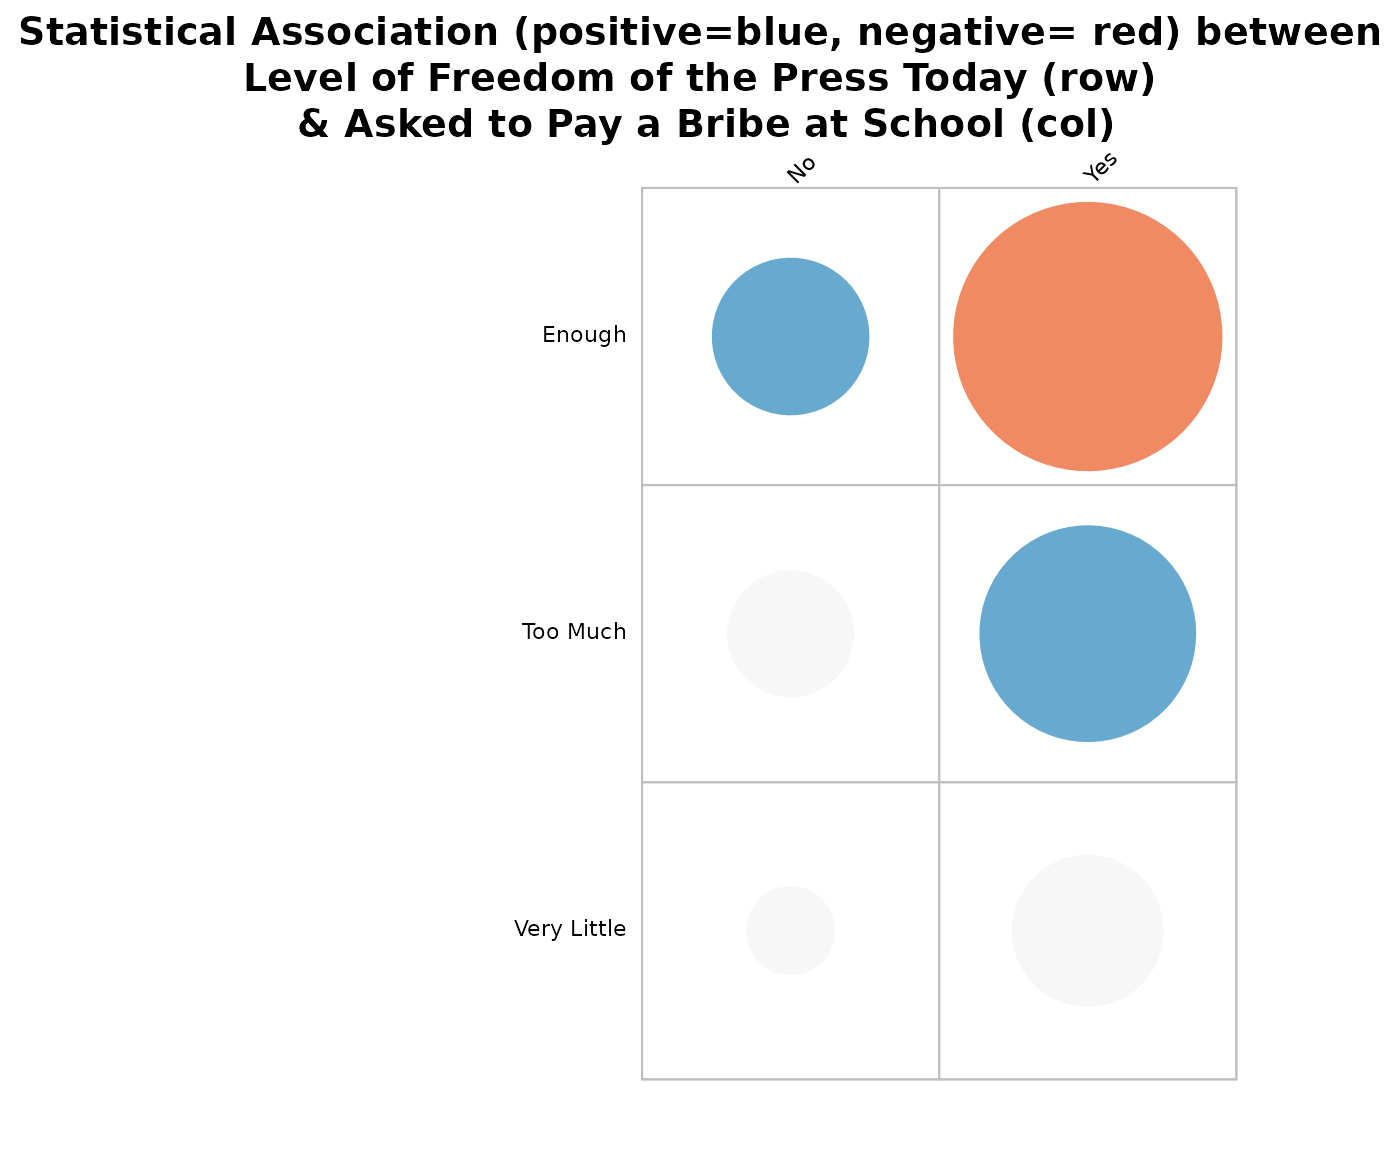 Statistical Association (positive=blue, negative= red) between
Level of Freedom of the Press Today (row)
& Asked to Pay a Bribe at School (col)
No Yes
Enough
Too Much
Very Little